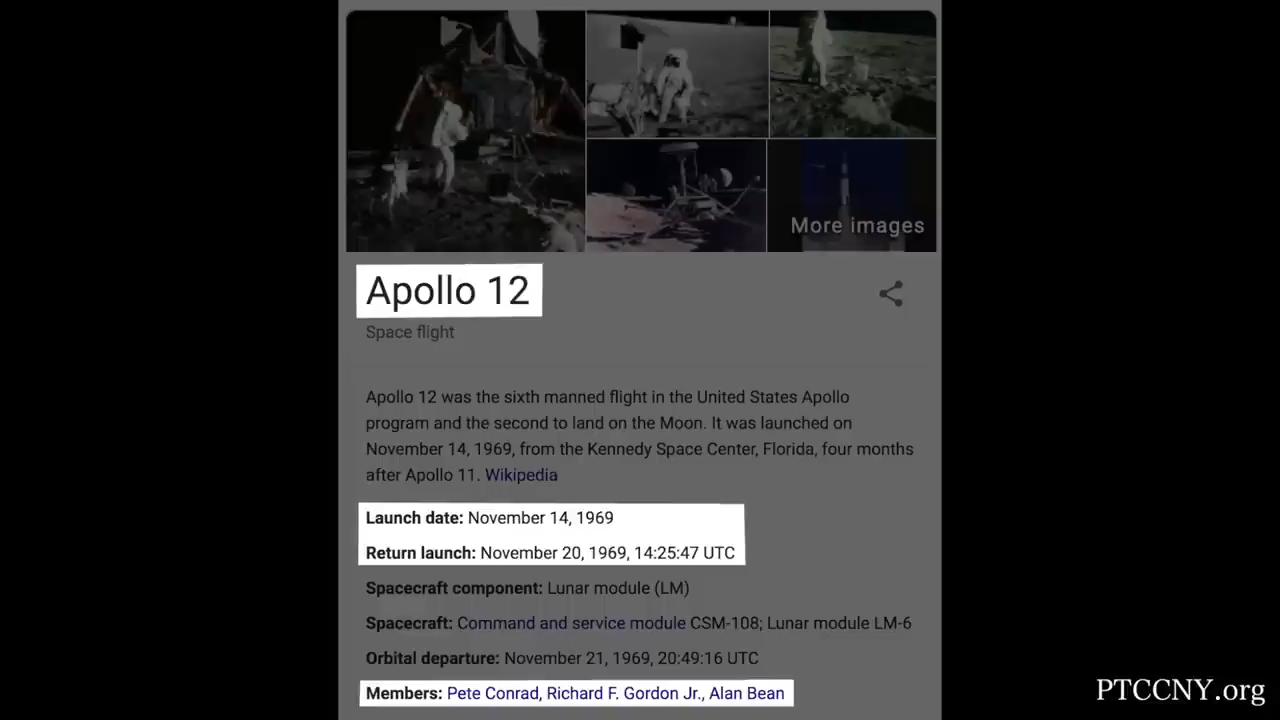 More images
Apollo 12
Space flight
Apollo 12 was the sixth manned flight in the United States Apollo
program and the second to land on the Moon. It was launched on
November 14, 1969, from the Kennedy Space Center, Florida, four months
after Apollo 11. Wikipedia
Launch date: November 14, 1969
Return launch: November 20, 1969, 14:25:47 UTC
Spacecraft component: Lunar module (LM)
Spacecraft: Command and service module CSM-108; Lunar module LM-6
Orbital departure: November 21, 1969, 20:49:16 UTC
Members: Pete Conrad, Richard F. Gordon Jr., Alan Bean
PTCCNY.org